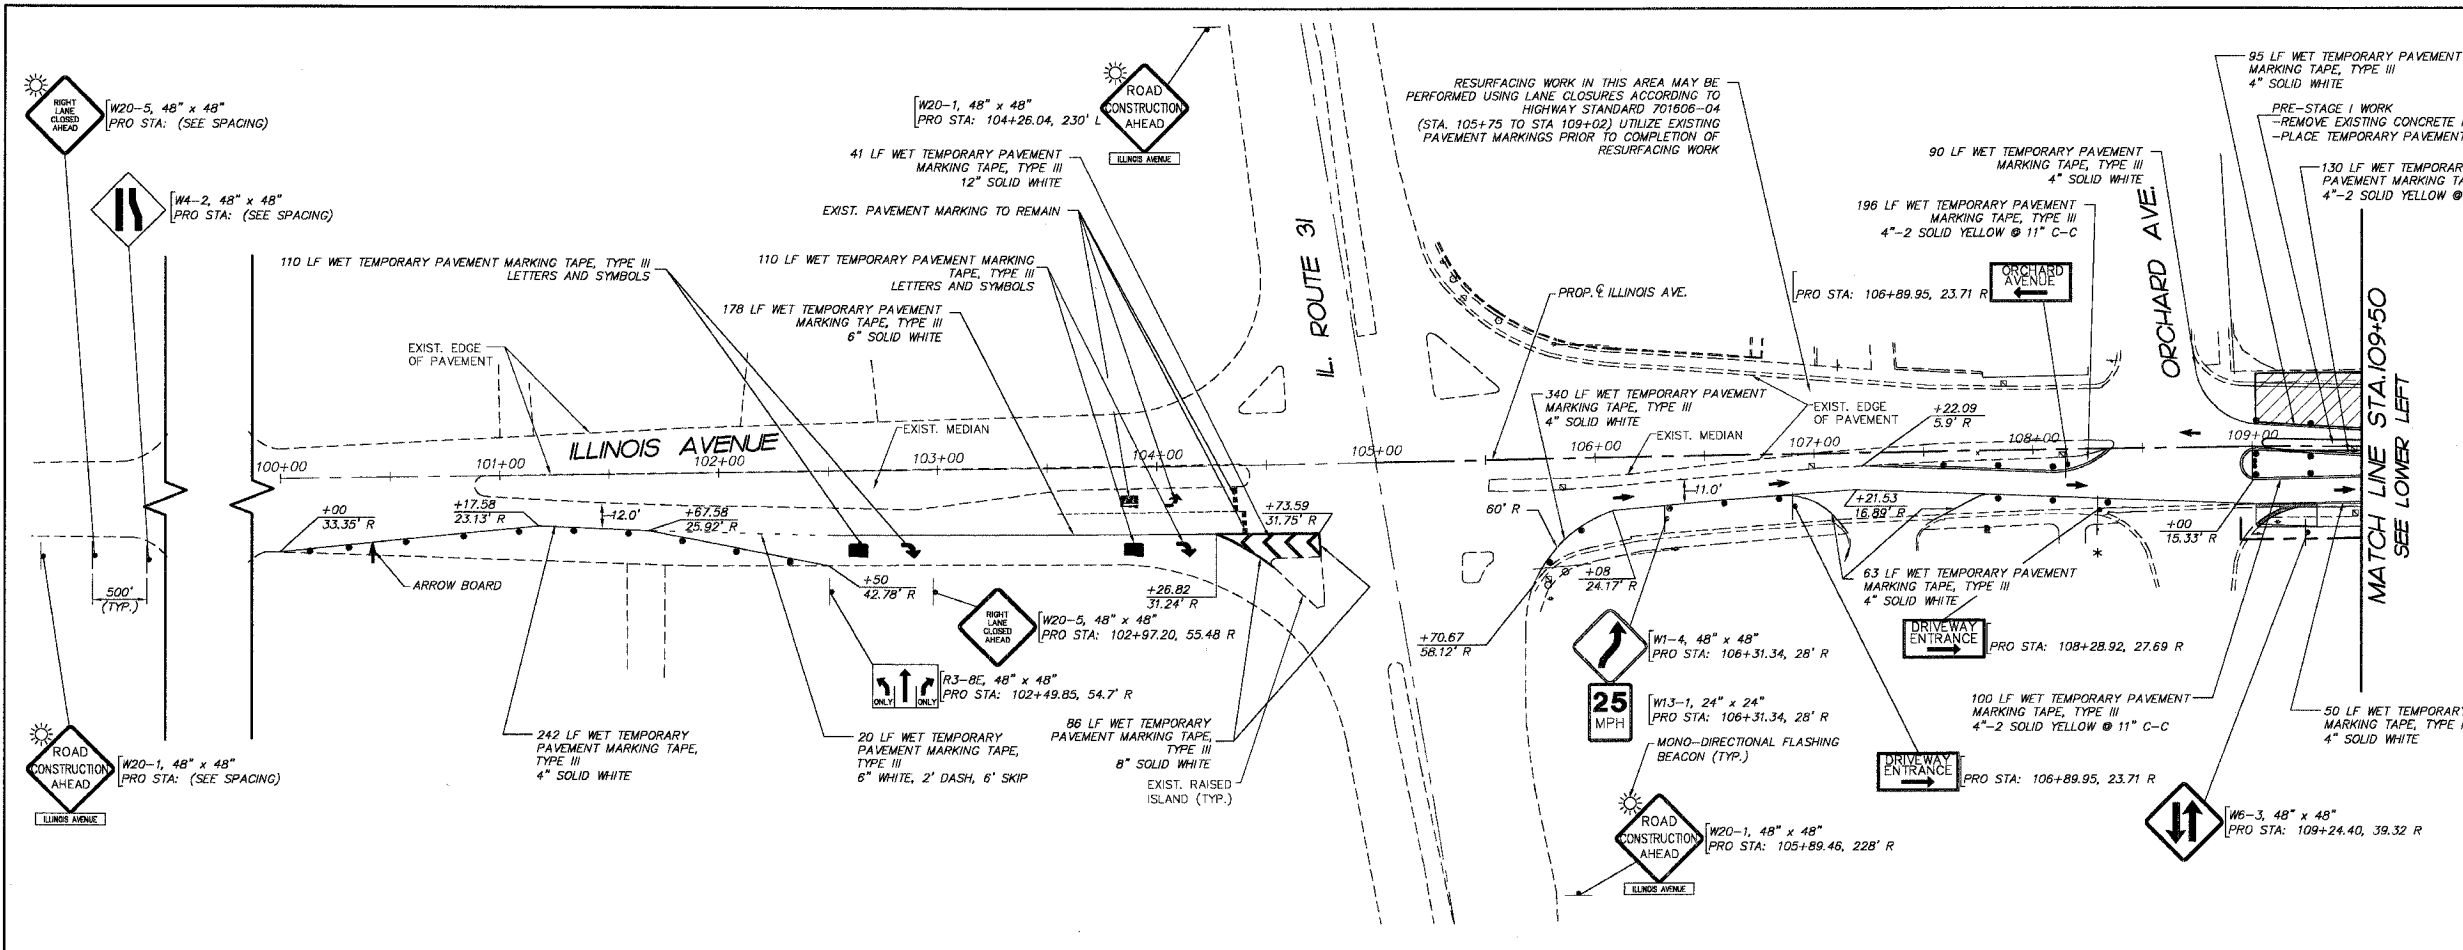 RIGHT
LANE
CLOSED
AHEAD
W20-5, 48" x 48"
PRO STA: (SEE SPACING)
W4-2, 48" x 48"
PRO STA: (SEE SPACING)
110 LF WET TEMPORARY PAVEMENT MARKING TAPE, TYPE III
LETTERS AND SYMBOLS
178 LF WET TEMPORARY PAVEMENT
MARKING TAPE, TYPE III
6" SOLID WHITE
EXIST. EDGE
OF PAVEMENT
W20-1, 48" x 48"
PRO STA: 104+26.04, 230' L
ROAD
CONSTRUCTION
AHEAD
ILLINOIS AVENUE
41 LF WET TEMPORARY PAVEMENT
MARKING TAPE, TYPE III
12" SOLID WHITE
EXIST. PAVEMENT MARKING TO REMAIN
110 LF WET TEMPORARY PAVEMENT MARKING
TAPE, TYPE III
LETTERS AND SYMBOLS
IL. ROUTE 31
RESURFACING WORK IN THIS AREA MAY BE
PERFORMED USING LANE CLOSURES ACCORDING TO
HIGHWAY STANDARD 701606-04
(STA. 105+75 TO STA 109+02) UTILIZE EXISTING
PAVEMENT MARKINGS PRIOR TO COMPLETION OF
RESURFACING WORK
PROP. ℄ ILLINOIS AVE.
90 LF WET TEMPORARY PAVEMENT
MARKING TAPE, TYPE III
4" SOLID WHITE
196 LF WET TEMPORARY PAVEMENT
MARKING TAPE, TYPE III
4"-2 SOLID YELLOW @ 11" C-C
PRO STA: 106+89.95, 23.71 R
ORCHARD
AVENUE
ORCHARD AVE.
95 LF WET TEMPORARY PAVEMENT
MARKING TAPE, TYPE III
4" SOLID WHITE
PRE-STAGE I WORK
-REMOVE EXISTING CONCRETE
-PLACE TEMPORARY PAVEMENT
130 LF WET TEMPORAR
PAVEMENT MARKING TA
4"-2 SOLID YELLOW @
MATCH LINE STA.109+50
SEE LOWER LEFT
340 LF WET TEMPORARY PAVEMENT
MARKING TAPE, TYPE III
4" SOLID WHITE
EXIST. EDGE
OF PAVEMENT
+22.09
5.9' R
EXIST. MEDIAN
ILLINOIS AVENUE
EXIST. MEDIAN
100+00
101+00
102+00
103+00
104+00
105+00
106+00
107+00
108+00
109+00
+00
33.35' R
+17.58
23.13' R
12.0'
+67.58
25.92' R
+73.59
31.75' R
60' R
11.0'
+21.53
16.89' R
+00
15.33' R
500'
(TYP.)
ARROW BOARD
+50
42.78' R
+26.82
31.24' R
+08
24.17' R
63 LF WET TEMPORARY PAVEMENT
MARKING TAPE, TYPE III
4" SOLID WHITE
*
+70.67
58.12' R
RIGHT
LANE
CLOSED
AHEAD
W20-5, 48" x 48"
PRO STA: 102+97.20, 55.48 R
ONLY ONLY
R3-8E, 48" x 48"
PRO STA: 102+49.85, 54.7' R
W1-4, 48" x 48"
PRO STA: 106+31.34, 28' R
25
MPH
W13-1, 24" x 24"
PRO STA: 106+31.34, 28' R
DRIVEWAY
ENTRANCE
PRO STA: 108+28.92, 27.69 R
100 LF WET TEMPORARY PAVEMENT
MARKING TAPE, TYPE III
4"-2 SOLID YELLOW @ 11" C-C
50 LF WET TEMPORARY
MARKING TAPE, TYPE I
4" SOLID WHITE
ROAD
CONSTRUCTION
AHEAD
ILLINOIS AVENUE
W20-1, 48" x 48"
PRO STA: (SEE SPACING)
242 LF WET TEMPORARY
PAVEMENT MARKING TAPE,
TYPE III
4" SOLID WHITE
20 LF WET TEMPORARY
PAVEMENT MARKING TAPE,
TYPE III
6" WHITE, 2' DASH, 6' SKIP
86 LF WET TEMPORARY
PAVEMENT MARKING TAPE,
TYPE III
8" SOLID WHITE
EXIST. RAISED
ISLAND (TYP.)
MONO-DIRECTIONAL FLASHING
BEACON (TYP.)
DRIVEWAY
ENTRANCE
PRO STA: 106+89.95, 23.71 R
ROAD
CONSTRUCTION
AHEAD
ILLINOIS AVENUE
W20-1, 48" x 48"
PRO STA: 105+89.46, 228' R
W6-3, 48" x 48"
PRO STA: 109+24.40, 39.32 R